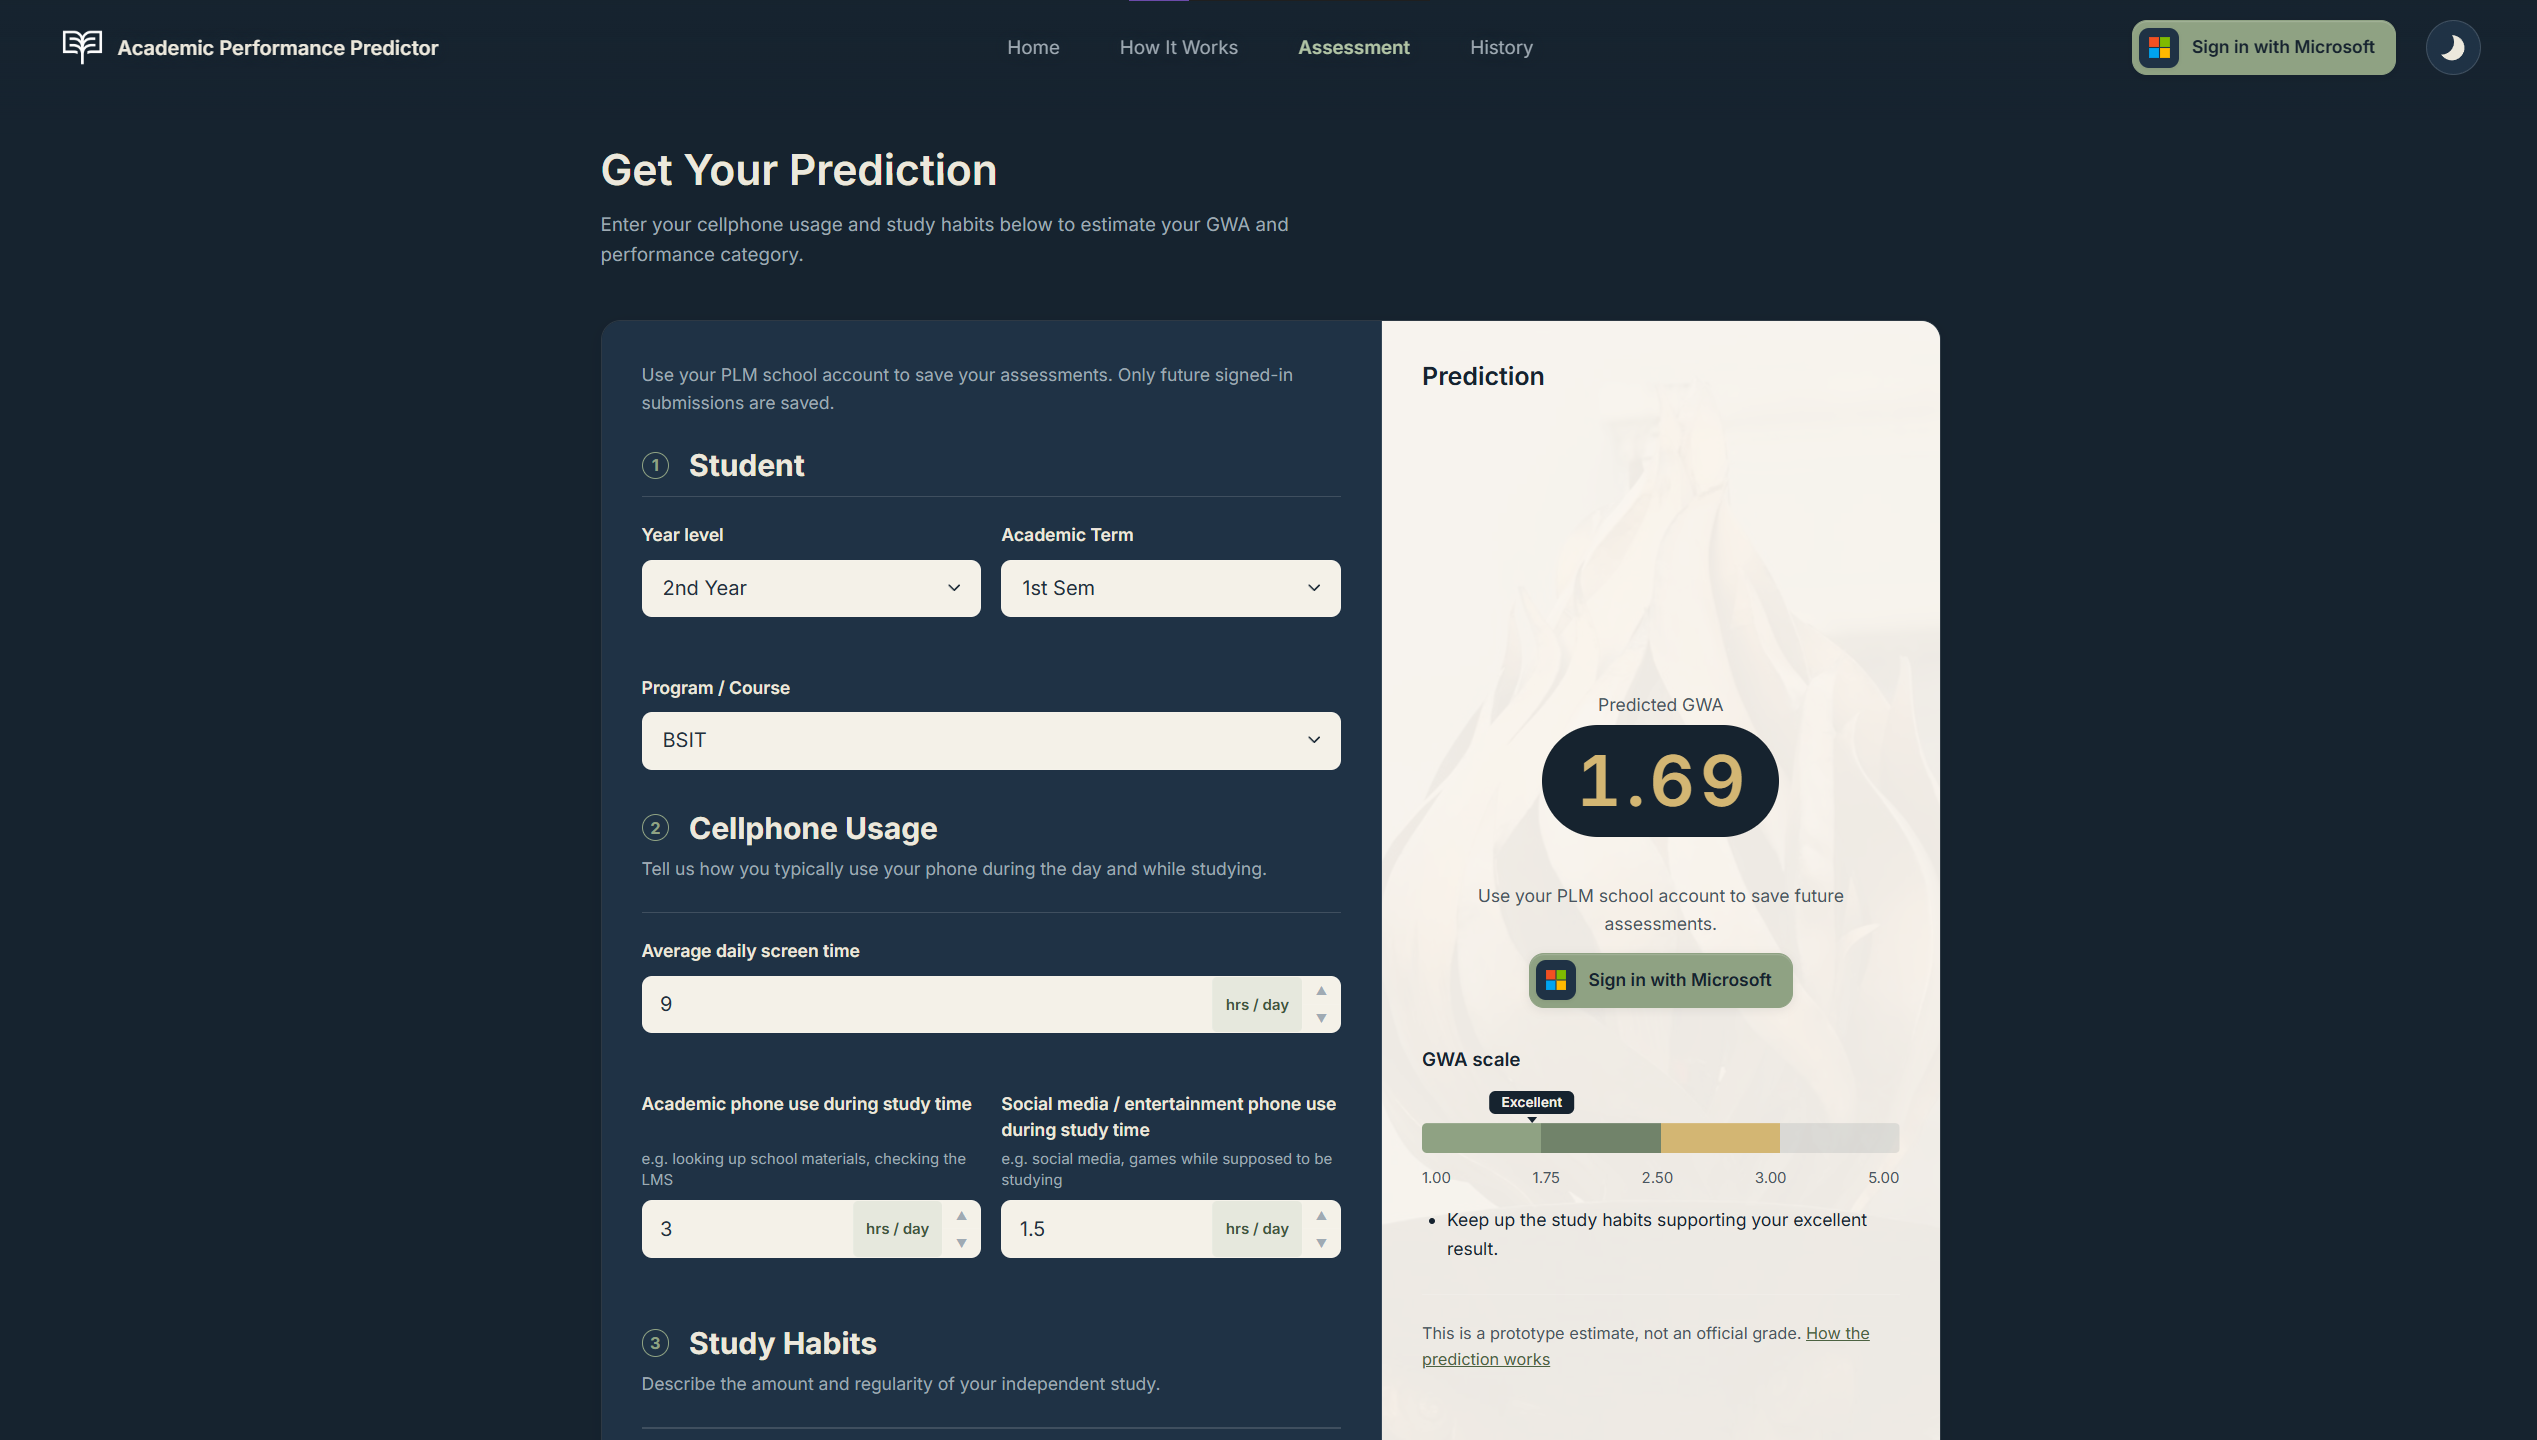 Academic Performance Predictor
Home
How It Works
Assessment
History
Sign in with Microsoft
Get Your Prediction
Enter your cellphone usage and study habits below to estimate your GWA and
performance category.
Use your PLM school account to save your assessments. Only future signed-in
submissions are saved.
1 Student
Year level
2nd Year
Academic Term
1st Sem
Program / Course
BSIT
2 Cellphone Usage
Tell us how you typically use your phone during the day and while studying.
Average daily screen time
9 hrs / day
Academic phone use during study time
e.g. looking up school materials, checking the
LMS
3 hrs / day
Social media / entertainment phone use
during study time
e.g. social media, games while supposed to be
studying
1.5 hrs / day
3 Study Habits
Describe the amount and regularity of your independent study.
Prediction
Predicted GWA
1.69
Use your PLM school account to save future
assessments.
Sign in with Microsoft
GWA scale
Excellent
1.00 1.75 2.50 3.00 5.00
• Keep up the study habits supporting your excellent
result.
This is a prototype estimate, not an official grade. How the
prediction works